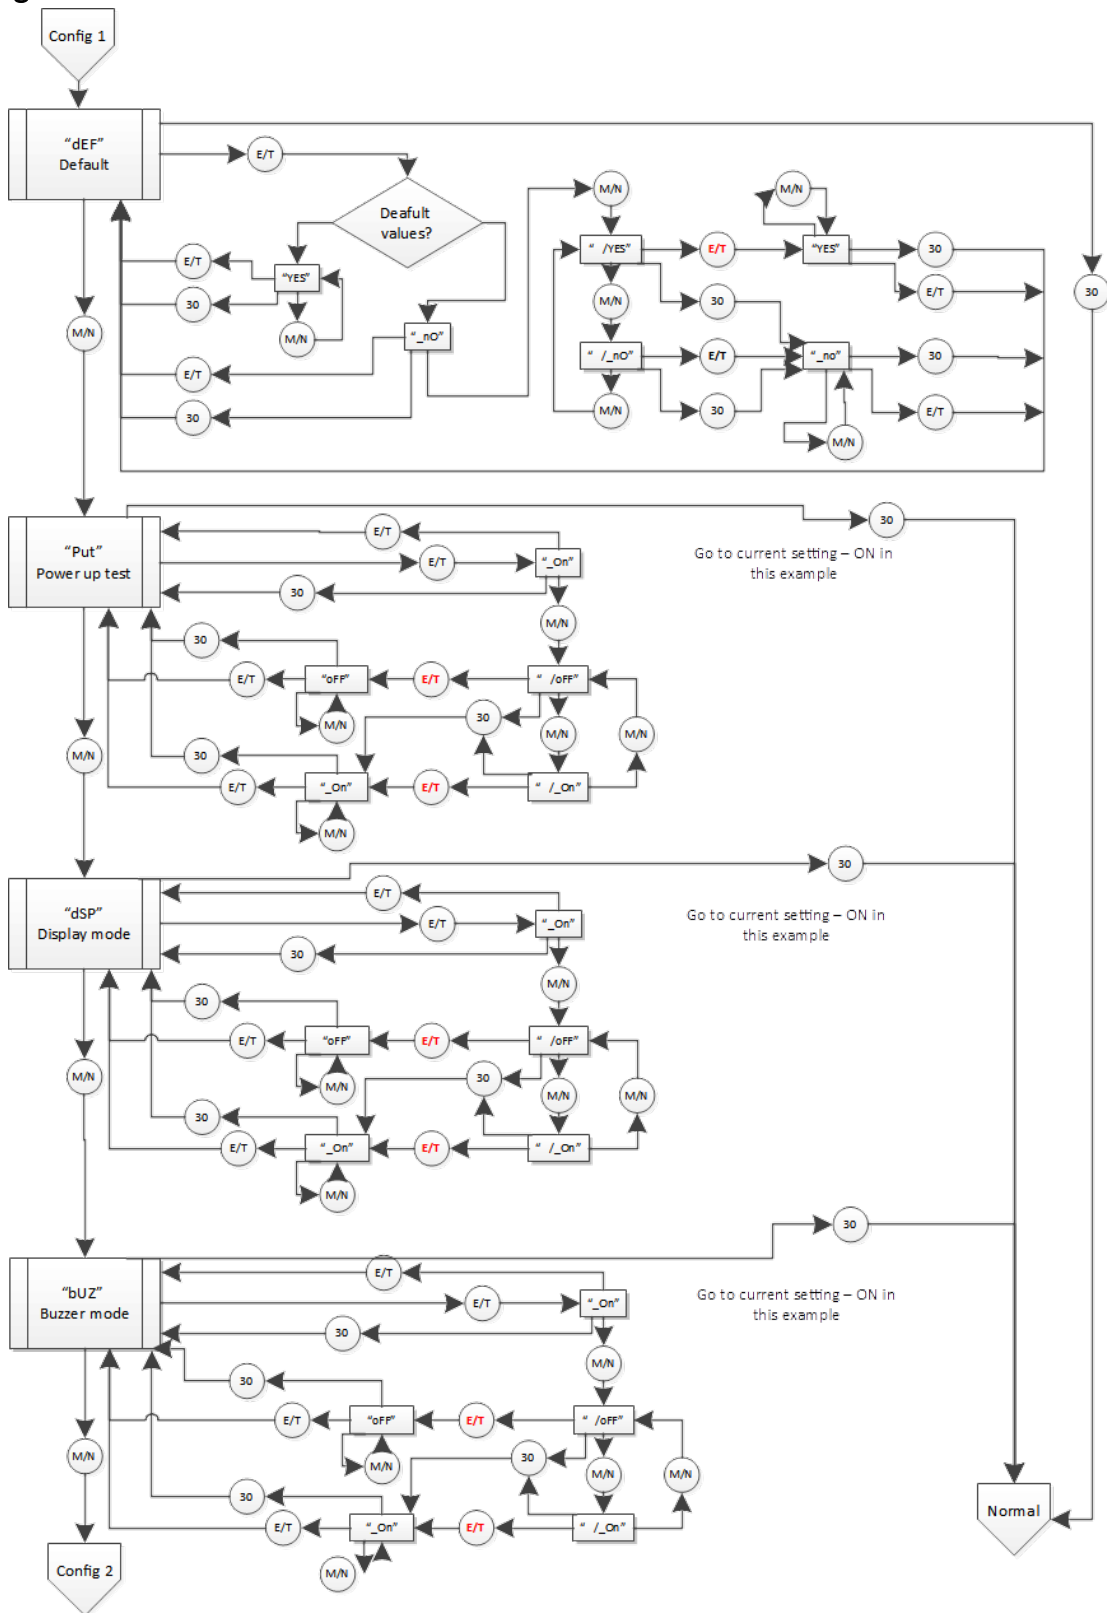 Config 1
“dEF”
Default
E/T
Deafult
values?
M/N
M/N
“ /YES”
E/T
“YES”
30
E/T
“YES”
30
M/N
30
E/T
30
M/N
M/N
“_nO”
“ /_nO”
E/T
“_no”
30
E/T
30
M/N
30
E/T
M/N
“Put”
Power up test
E/T
30
E/T
“_On”
Go to current setting – ON in
this example
30
M/N
30
E/T
“oFF”
E/T
“ /oFF”
M/N
30
M/N
M/N
M/N
30
E/T
“_On”
E/T
“ /_On”
M/N
“dSP”
Display mode
30
E/T
E/T
“_On”
Go to current setting – ON in
this example
30
M/N
30
E/T
“oFF”
E/T
“ /oFF”
M/N
30
M/N
M/N
M/N
30
E/T
“_On”
E/T
“ /_On”
M/N
“bUZ”
Buzzer mode
30
E/T
E/T
“_On”
Go to current setting – ON in
this example
30
M/N
30
E/T
“oFF”
E/T
“ /oFF”
M/N
M/N
30
M/N
M/N
30
E/T
“_On”
E/T
“ /_On”
M/N
Normal
Config 2